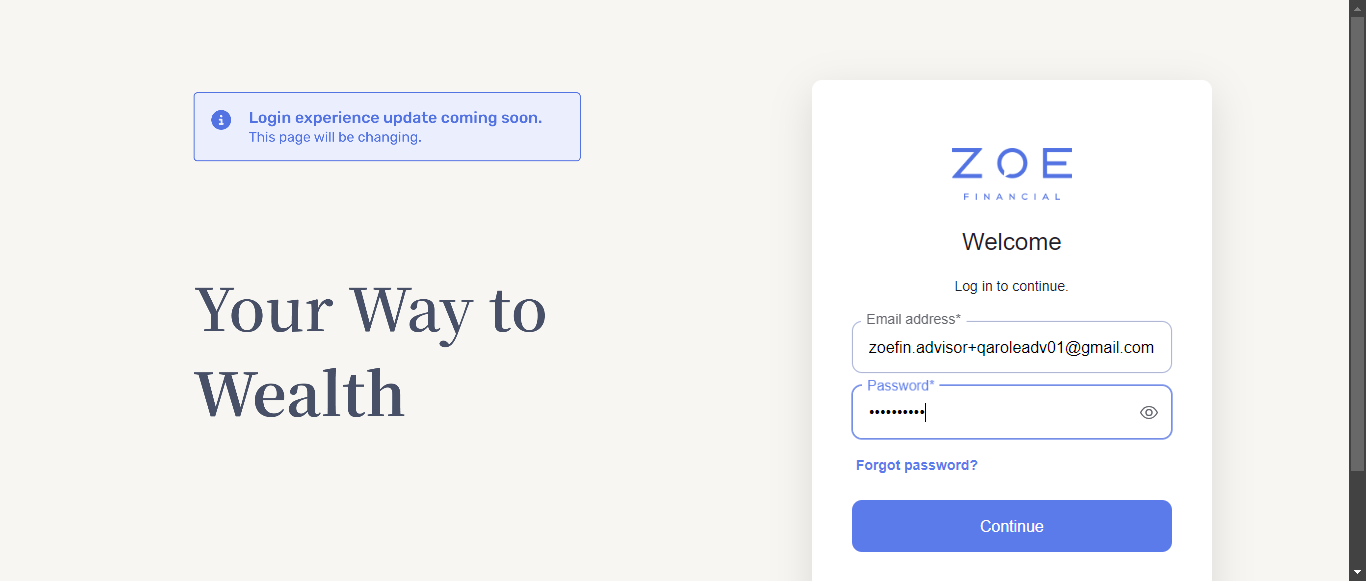 Login experience update coming soon.
This page will be changing.
Your Way to
Wealth
ZOE
FINANCIAL
Welcome
Log in to continue.
Email address*
zoefin.advisor+qaroleadv01@gmail.com
Password*
••••••••••
Forgot password?
Continue